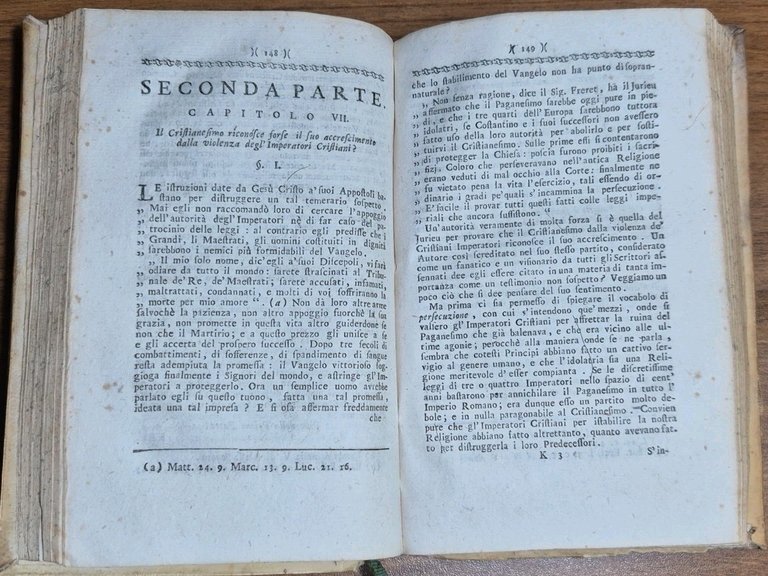 )( 148 )(
SECONDA PARTE.
CAPITOLO VII.
Il Cristianesimo riconosce forse il suo accrescimento
dalla violenza degl'Imperatori Cristiani?
§. I.
LE istruzioni date da Gesù Cristo a'suoi Appostoli ba-
stano per distruggere un tal temerario sospetto.
„ Mai egli non raccomandò loro di cercare l'appoggio
„ dell'autorità degl'Imperatori nè di far caso del pa-
„ trocinio delle leggi: al contrario egli predisse che i
„ Grandi, li Maestrati, gli uomini costituiti in dignità
„ sarebbono i nemici più formidabili del Vangelo.
„ Il mio solo nome, dic'egli a'suoi Discepoli, vi farà
„ odiare da tutto il mondo: sarete strascinati al Tribu-
„ nale de'Re, de'Maestrati; sarete accusati, infamati,
„ maltrattati, condannati, e molti di voi soffriranno la
„ morte per mio amore“. (a) Non dà loro altre arme
salvochè la pazienza, non altro appoggio fuorchè la sua
grazia, non promette in questa vita altro guiderdone se
non che il Martirio; e a questo prezzo gli unisce a se
e gli accerta del prospero successo. Dopo tre secoli di
combattimenti, di sofferenze, di spandimento di sangue
resta adempiuta la promessa: il Vangelo vittorioso sog-
gioga finalmente i Signori del mondo, e astringe gl'Im-
peratori a proteggerlo. Ora un semplice uomo avrebbe
parlato egli su questo tuono, fatta una tal promessa,
ideata una tal impresa? E si osa affermar freddamente
che
(a) Matt. 24. 9. Marc. 13. 9. Luc. 21. 16.
)( 149 )(
che lo stabilimento del Vangelo non ha punto di sopran-
naturale?
„ Non senza ragione, dice il Sig. Freret, hà il Jurieu
„ affermato che il Paganesimo sarebbe oggi pure in pie-
„ di, e che i tre quarti dell'Europa sarebbono tuttora
„ idolatri, se Costantino e i suoi successori non avessero
„ fatto uso della loro autorità per abolirlo e per sosti-
„ tuirvi il Cristianesimo. Sulle prime essi si contentarono
„ di protegger la Chiesa: poscia furono proibiti i sacri-
„ fizj. Coloro che perseveravano nell'antica Religione
„ erano veduti di mal occhio alla Corte: finalmente ne
„ fu vietato pena la vita l'esercizio, tali essendo di or-
„ dinario i gradi pe'quali s'incammina la persecuzione.
„ E'facile il provar tutti questi fatti colle leggi impe-
„ riali che ancor sussistono.“
Un'autorità veramente di molta forza si è quella del
Jurieu per provare che il Cristianesimo dalla violenza de'
Cristiani Imperatori riconosce il suo accrescimento. Un
Autore così screditato nel suo stesso partito, considerato
come un fanatico e un visionario da tutti gli Scrittori as-
sennati dee egli essere citato in una materia di tanta im-
portanza come un testimonio non sospetto? Veggiamo un
poco ciò che si dee pensare del suo sentimento.
Ma prima ci sia permesso di spiegare il vocabolo di
persecuzione, con cui s'intendono que'mezzi, onde si
valsero gl'Imperatori Cristiani per affrettar la ruina del
Paganesimo che già balenava, e ch'era vicino alle ulti-
me agonie; perocchè alla maniera onde se ne parla,
sembra che cotesti Principi abbiano fatto un cattivo ser-
vigio al genere umano, e che l'idolatria sia una Reli-
gione meritevole d'esser compianta. Se le discretissime
leggi di tre o quattro Imperatori nello spazio di cent'
anni bastarono per annichilare il Paganesimo in tutto l'
Imperio Romano; era dunque esso un partito molto de-
bole; e in nulla paragonabile al Cristianesimo. Convien
pure che gl'Imperatori Cristiani per istabilire la nostra
Religione abbiano fatto altrettanto, quanto aveano fat-
to per distruggerla i loro Predecessori.
K 3 S'in-